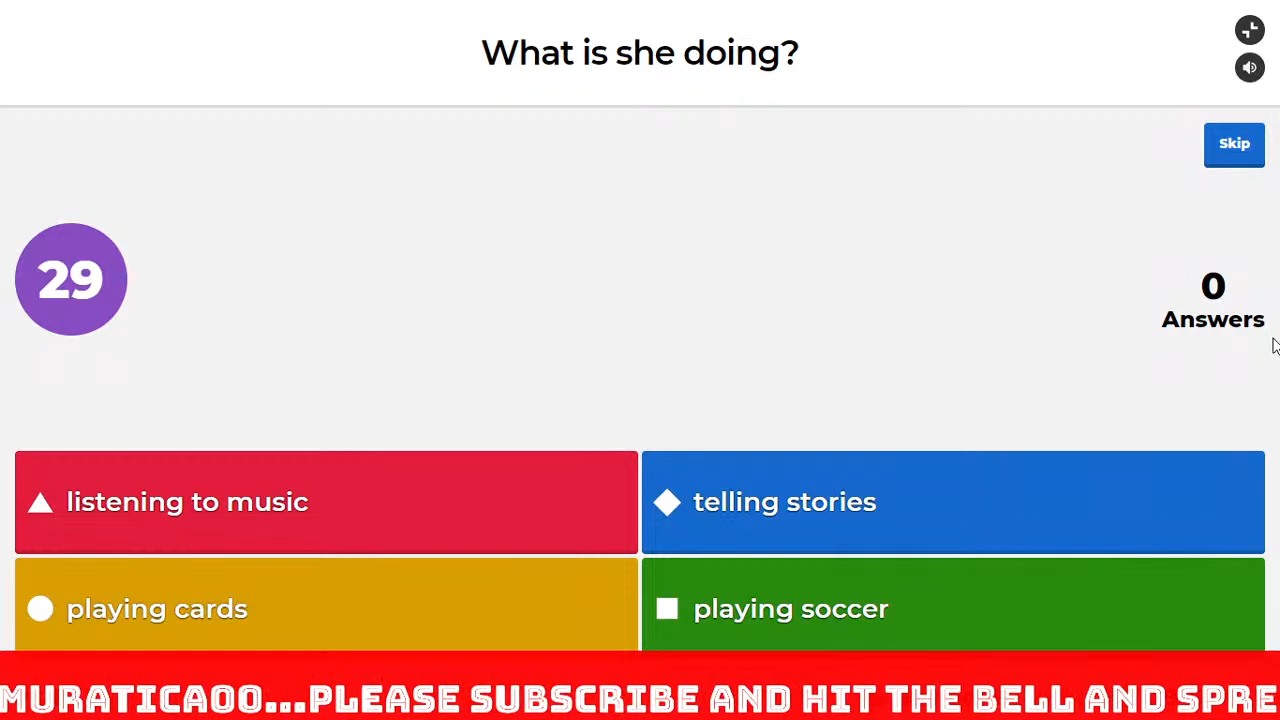 What is she doing?
Skip
29
0
Answers
listening to music
telling stories
playing cards
playing soccer
MURATICA00...PLEASE SUBSCRIBE AND HIT THE BELL AND SPRE